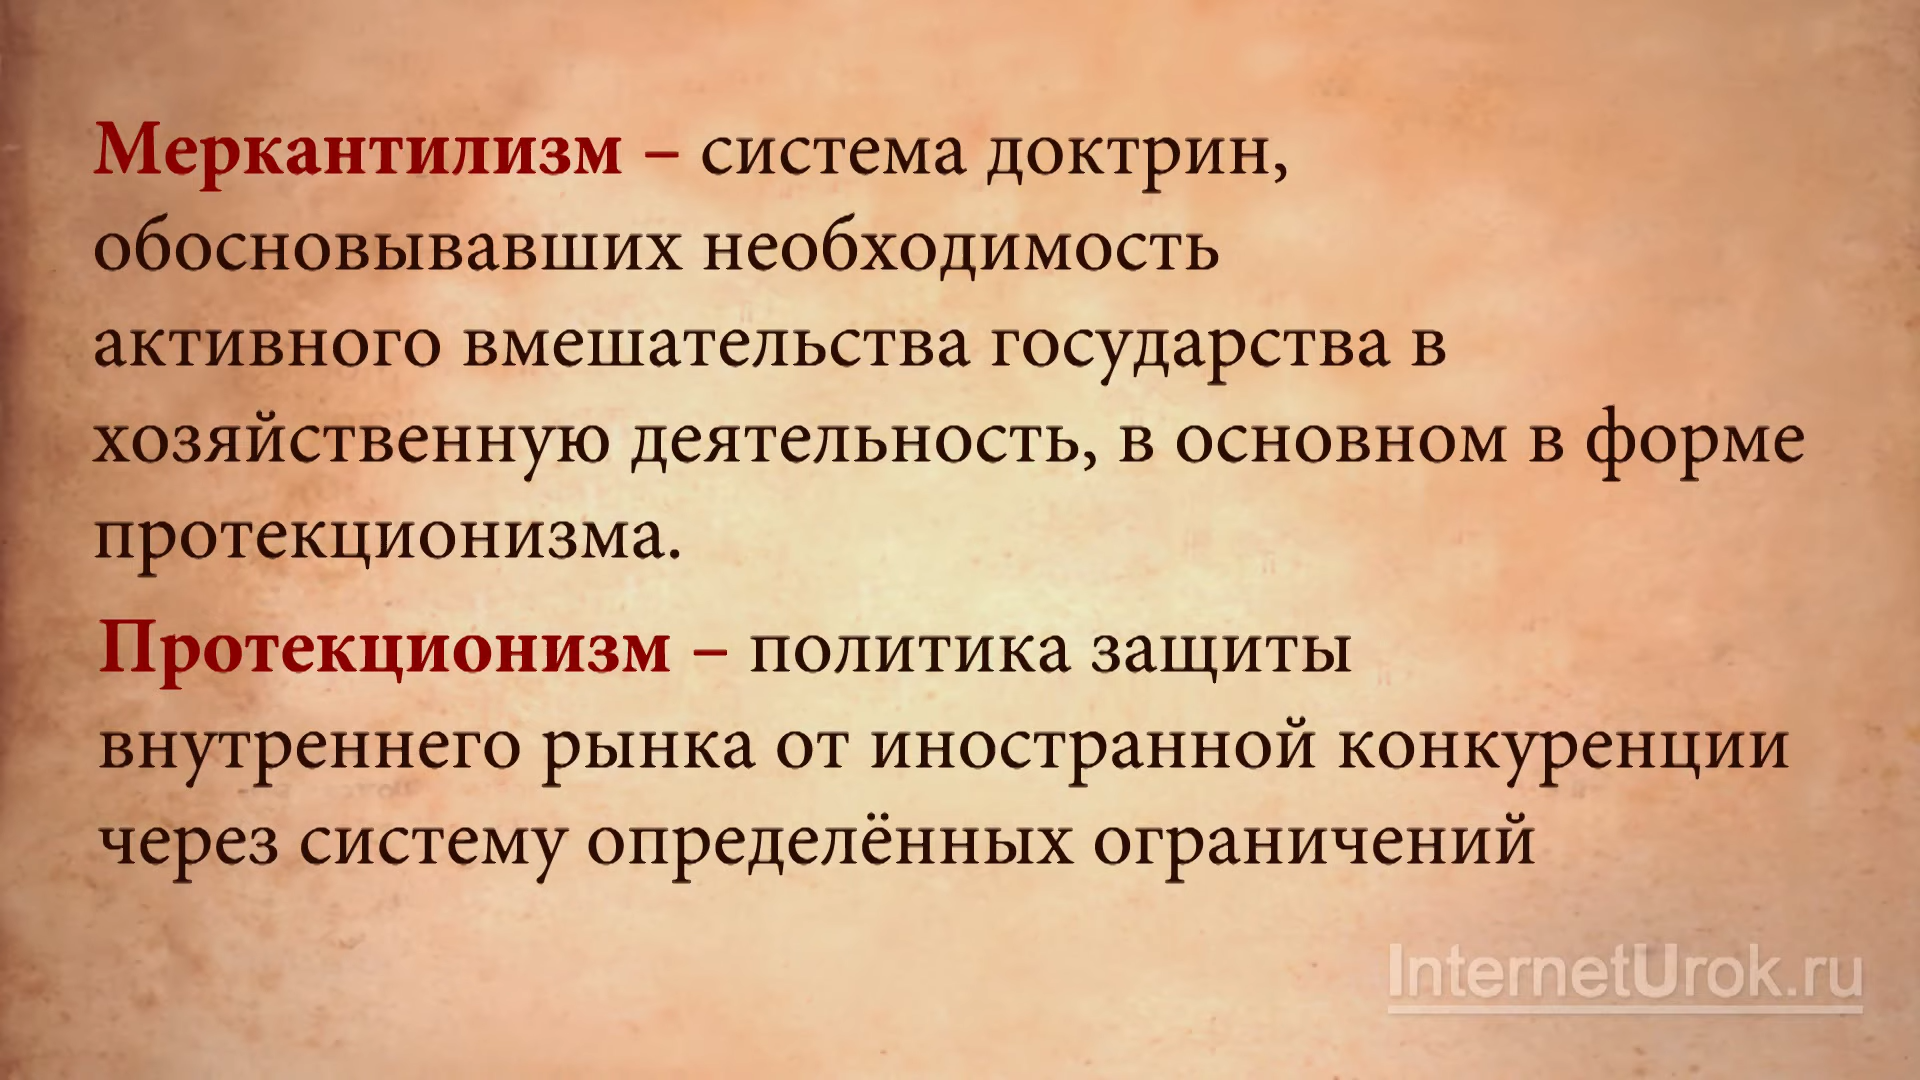 Меркантилизм – система доктрин,
обосновывавших необходимость
активного вмешательства государства в
хозяйственную деятельность, в основном в форме
протекционизма.
Протекционизм – политика защиты
внутреннего рынка от иностранной конкуренции
через систему определённых ограничений
InternetUrok.ru